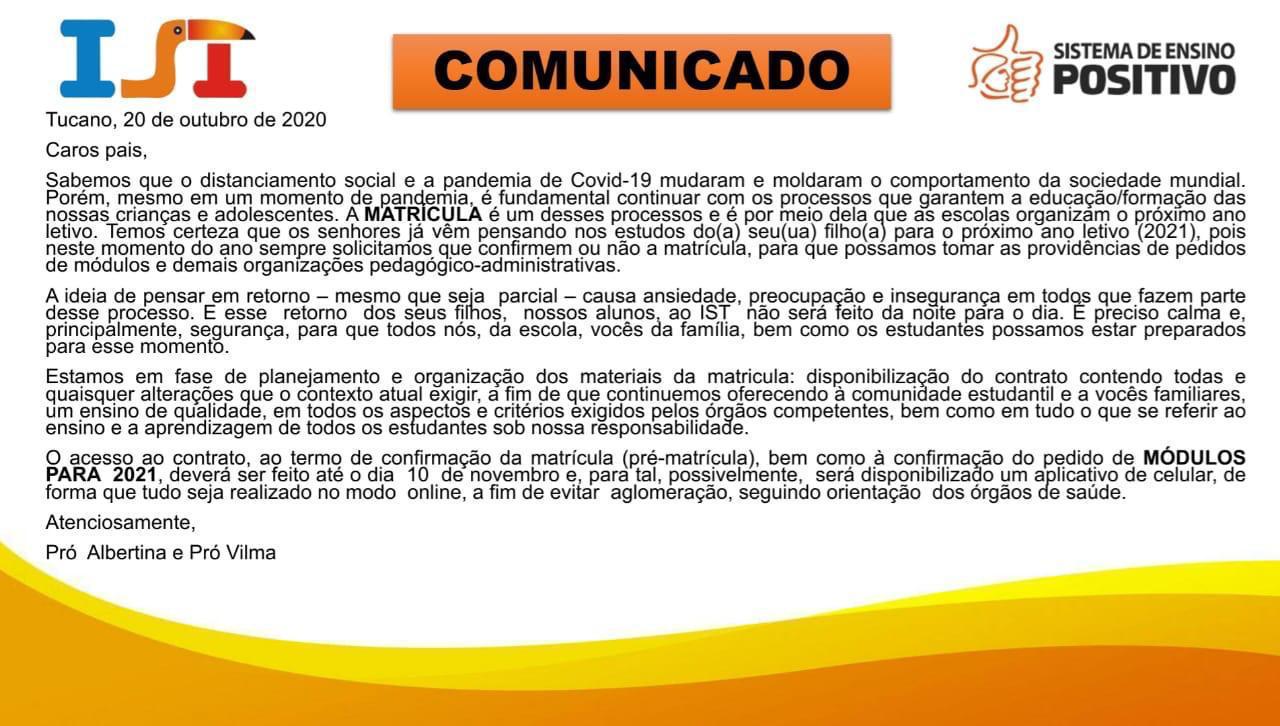 IST
COMUNICADO
SISTEMA DE ENSINO
POSITIVO
Tucano, 20 de outubro de 2020
Caros pais,
Sabemos que o distanciamento social e a pandemia de Covid-19 mudaram e moldaram o comportamento da sociedade mundial.
Porém, mesmo em um momento de pandemia, é fundamental continuar com os processos que garantem a educação/formação das
nossas crianças e adolescentes. A MATRÍCULA é um desses processos e é por meio dela que as escolas organizam o próximo ano
letivo. Temos certeza que os senhores já vêm pensando nos estudos do(a) seu(ua) filho(a) para o próximo ano letivo (2021), pois
neste momento do ano sempre solicitamos que confirmem ou não a matrícula, para que possamos tomar as providências de pedidos
de módulos e demais organizações pedagógico-administrativas.
A ideia de pensar em retorno – mesmo que seja parcial – causa ansiedade, preocupação e insegurança em todos que fazem parte
desse processo. E esse retorno dos seus filhos, nossos alunos, ao IST não será feito da noite para o dia. É preciso calma e,
principalmente, segurança, para que todos nós, da escola, vocês da família, bem como os estudantes possamos estar preparados
para esse momento.
Estamos em fase de planejamento e organização dos materiais da matricula: disponibilização do contrato contendo todas e
quaisquer alterações que o contexto atual exigir, a fim de que continuemos oferecendo à comunidade estudantil e a vocês familiares,
um ensino de qualidade, em todos os aspectos e critérios exigidos pelos órgãos competentes, bem como em tudo o que se referir ao
ensino e a aprendizagem de todos os estudantes sob nossa responsabilidade.
O acesso ao contrato, ao termo de confirmação da matrícula (pré-matrícula), bem como à confirmação do pedido de MÓDULOS
PARA 2021, deverá ser feito até o dia 10 de novembro e, para tal, possivelmente, será disponibilizado um aplicativo de celular, de
forma que tudo seja realizado no modo online, a fim de evitar aglomeração, seguindo orientação dos órgãos de saúde.
Atenciosamente,
Pró Albertina e Pró Vilma